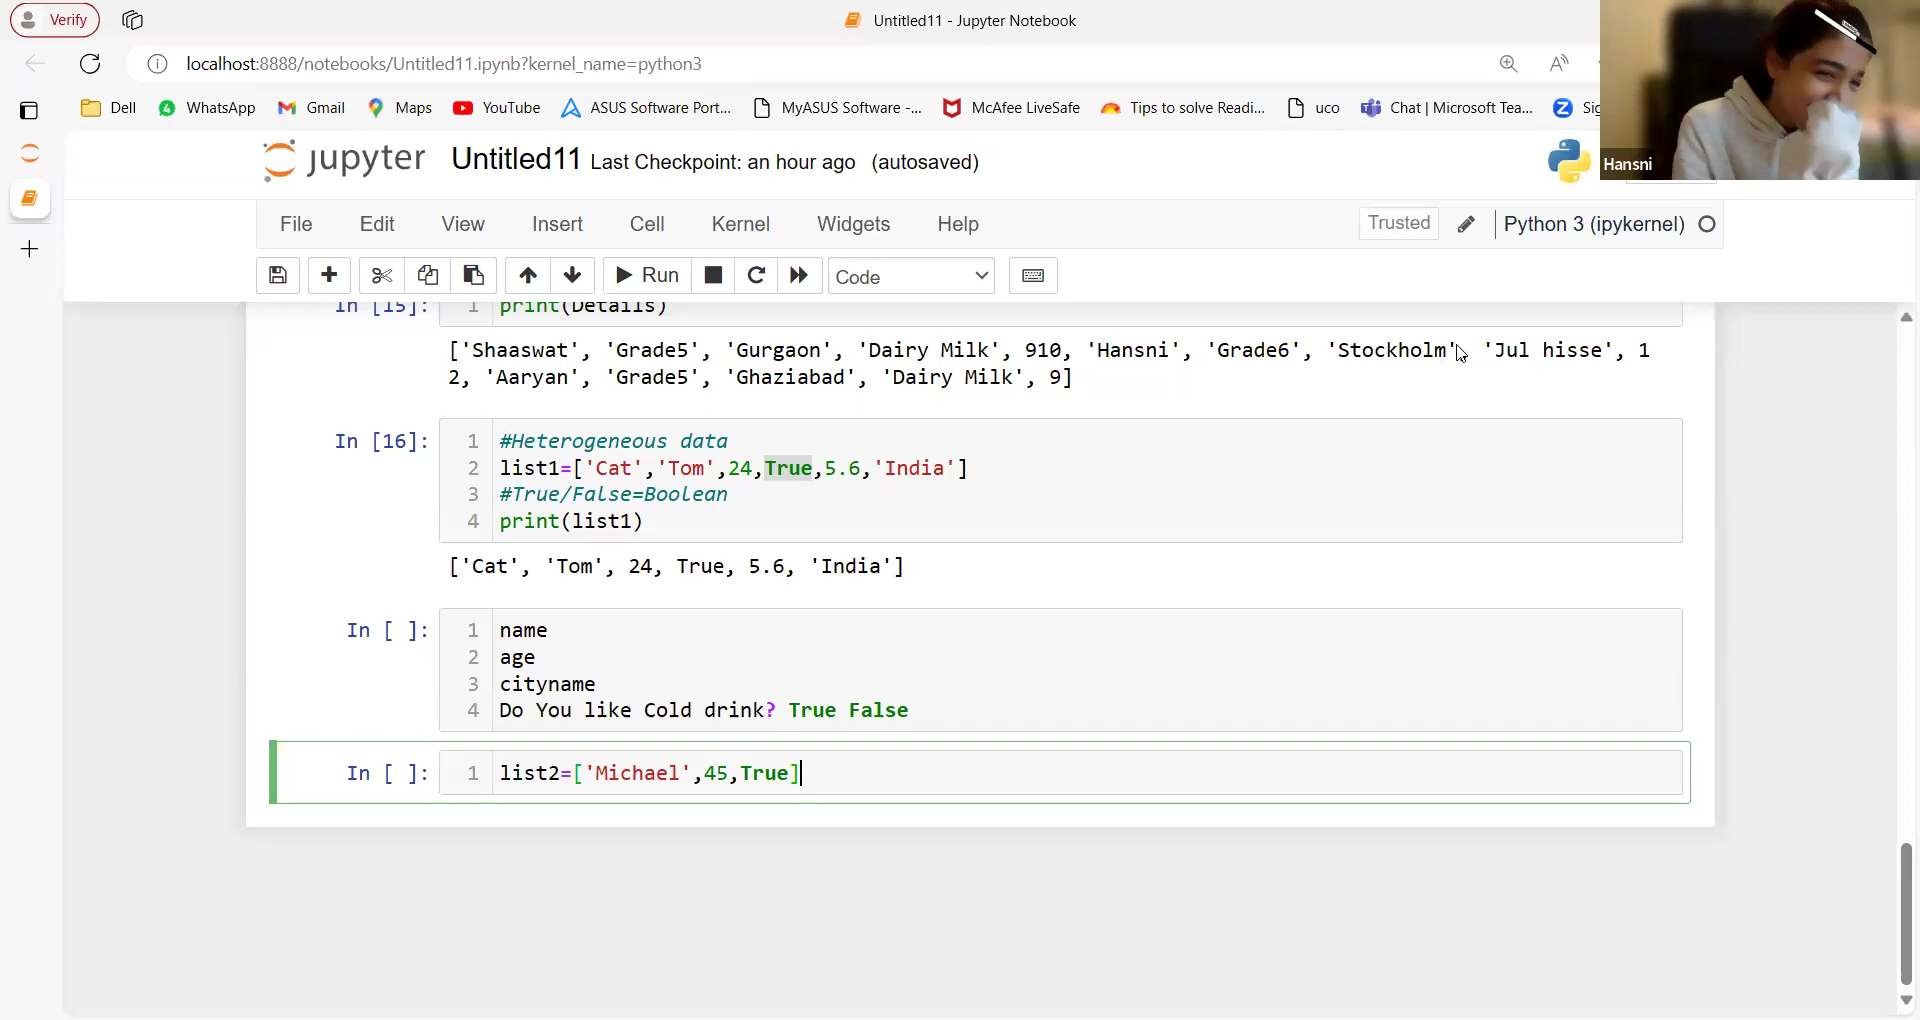 Verify
Untitled11 - Jupyter Notebook
localhost:8888/notebooks/Untitled11.ipynb?kernel_name=python3
Dell WhatsApp Gmail Maps YouTube ASUS Software Port... MyASUS Software -... McAfee LiveSafe Tips to solve Readi... uco Chat | Microsoft Tea...
Hansni
jupyter Untitled11 Last Checkpoint: an hour ago (autosaved)
File Edit View Insert Cell Kernel Widgets Help Trusted Python 3 (ipykernel)
Run Code
In [15]: 1 print(Details)
['Shaaswat', 'Grade5', 'Gurgaon', 'Dairy Milk', 910, 'Hansni', 'Grade6', 'Stockholm', 'Jul hisse', 1
2, 'Aaryan', 'Grade5', 'Ghaziabad', 'Dairy Milk', 9]
In [16]: 1 #Heterogeneous data
2 list1=['Cat','Tom',24,True,5.6,'India']
3 #True/False=Boolean
4 print(list1)
['Cat', 'Tom', 24, True, 5.6, 'India']
In [ ]: 1 name
2 age
3 cityname
4 Do You like Cold drink? True False
In [ ]: 1 list2=['Michael',45,True]